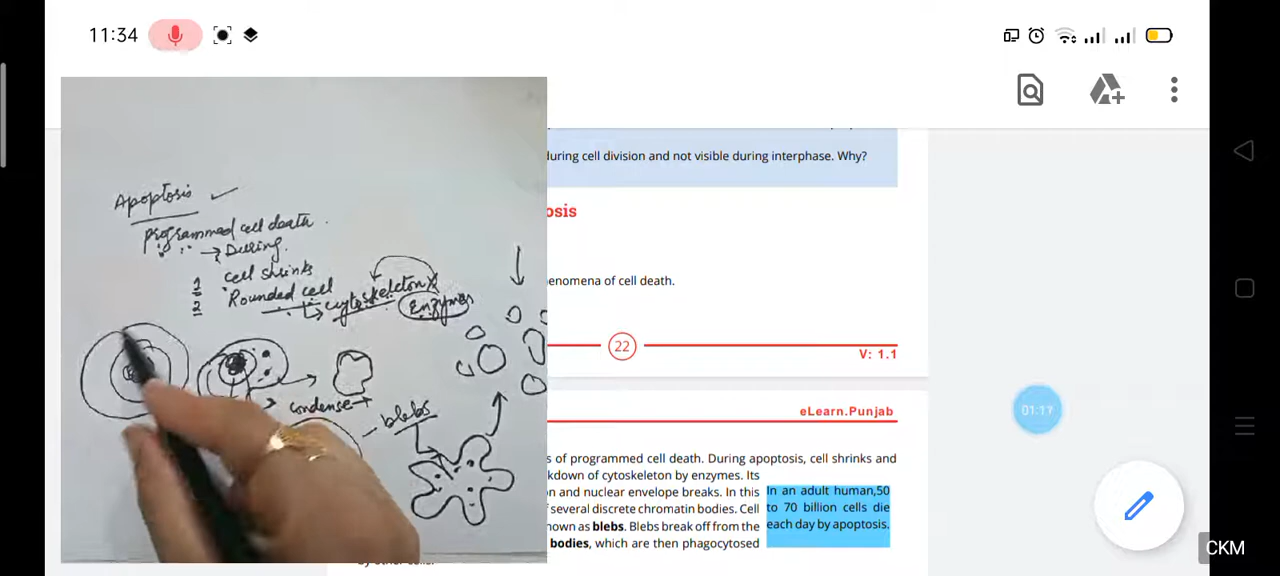 11:34
during cell division and not visible during interphase. Why?
Apoptosis
programmed cell death
→ During
1 cell shrinks
2 Rounded cell
→ cytoskeleton
Enzymes
condense →
blebs
osis
enomena of cell death.
22
V: 1.1
eLearn.Punjab
s of programmed cell death. During apoptosis, cell shrinks and
kdown of cytoskeleton by enzymes. Its
n and nuclear envelope breaks. In this
f several discrete chromatin bodies. Cell
nown as blebs. Blebs break off from the
bodies, which are then phagocytosed
by other cells.
In an adult human,50
to 70 billion cells die
each day by apoptosis.
01:17
CKM